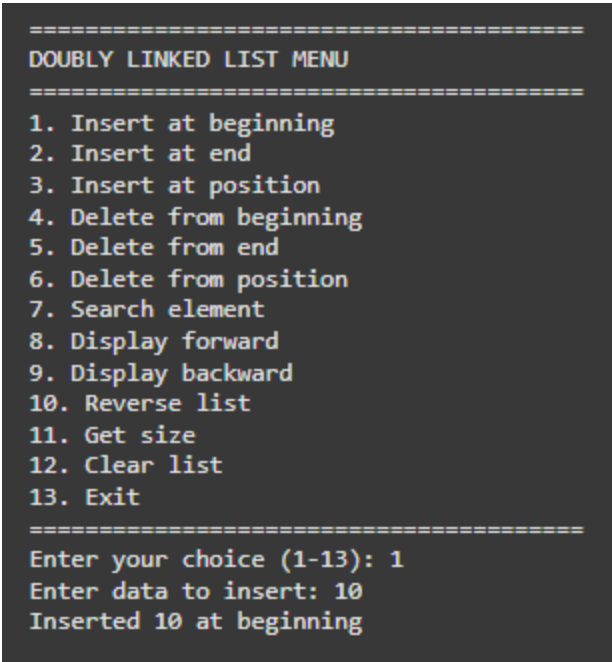 ========================================
DOUBLY LINKED LIST MENU
========================================
1. Insert at beginning
2. Insert at end
3. Insert at position
4. Delete from beginning
5. Delete from end
6. Delete from position
7. Search element
8. Display forward
9. Display backward
10. Reverse list
11. Get size
12. Clear list
13. Exit
========================================
Enter your choice (1-13): 1
Enter data to insert: 10
Inserted 10 at beginning